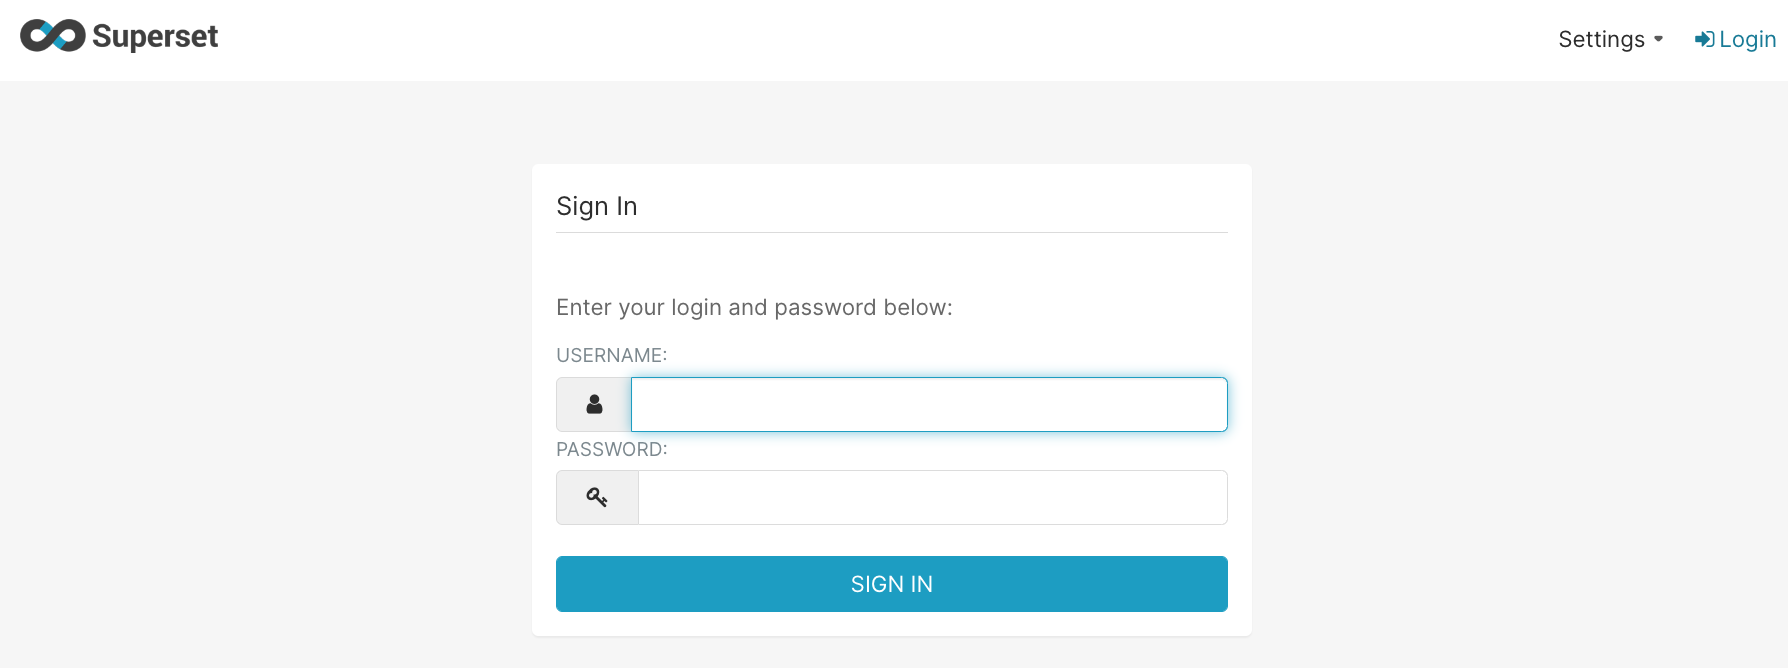 Superset
Settings
Login
Sign In
Enter your login and password below:
USERNAME:
PASSWORD:
SIGN IN